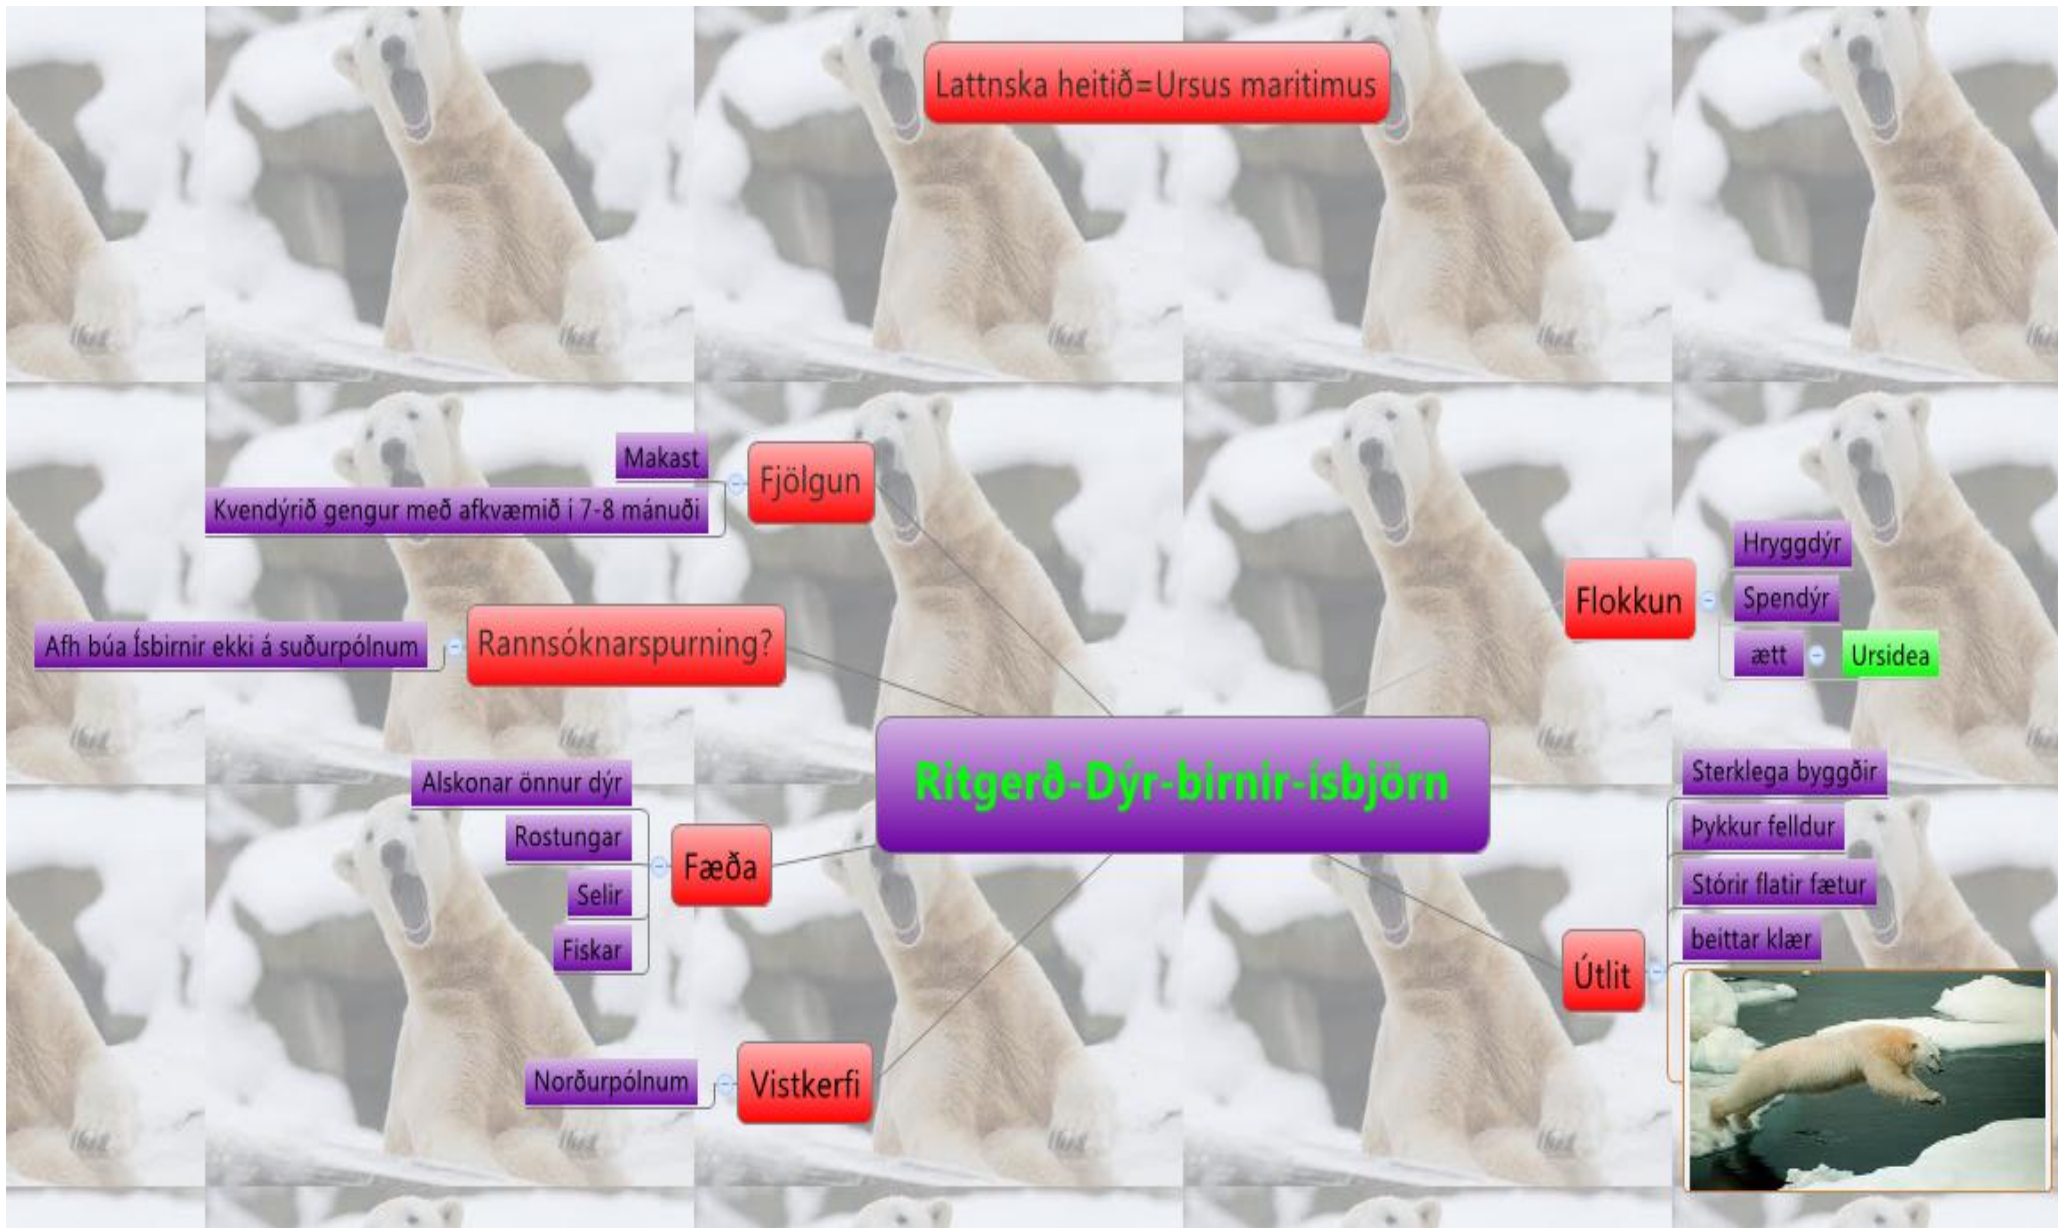 Lattnska heitið=Ursus maritimus
Makast
Kvendýrið gengur með afkvæmið í 7-8 mánuði
Fjölgun
Afh búa Ísbirnir ekki á suðurpólnum
Rannsóknarspurning?
Ritgerð-Dýr-birnir-ísbjörn
Flokkun
Hryggdýr
Spendýr
ætt
Ursidea
Alskonar önnur dýr
Rostungar
Selir
Fiskar
Fæða
Norðurpólnum
Vistkerfi
Útlit
Sterklega byggðir
Þykkur felldur
Stórir flatir fætur
beittar klær